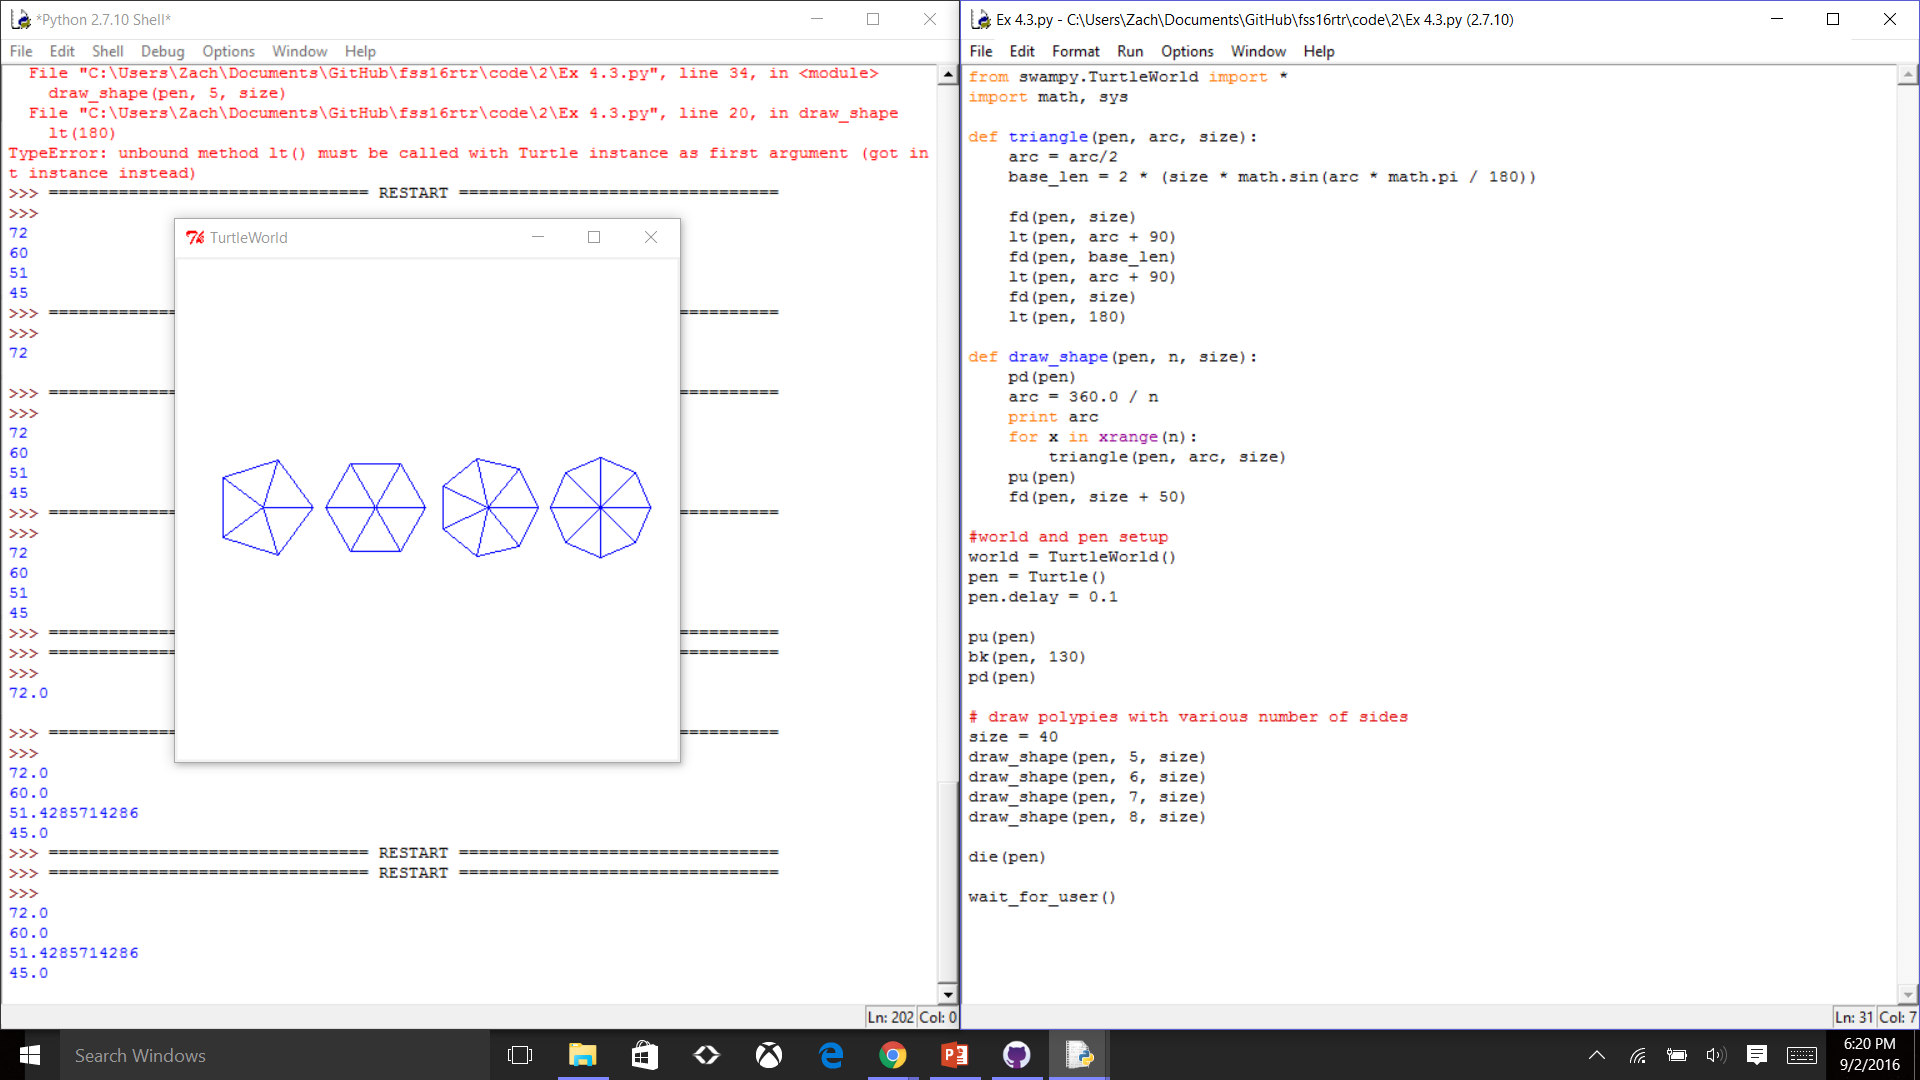 *Python 2.7.10 Shell*
File Edit Shell Debug Options Window Help
  File "C:\Users\Zach\Documents\GitHub\fss16rtr\code\2\Ex 4.3.py", line 34, in <module>
    draw_shape(pen, 5, size)
  File "C:\Users\Zach\Documents\GitHub\fss16rtr\code\2\Ex 4.3.py", line 20, in draw_shape
    lt(180)
TypeError: unbound method lt() must be called with Turtle instance as first argument (got in
t instance instead)
>>> ================================ RESTART ================================
>>>
72
60
51
45
>>> =============
>>>
72
>>> =============
>>>
72
60
51
45
>>> =============
>>>
72
60
51
45
>>> =============
>>> =============
>>>
72.0
>>> =============
>>>
72.0
60.0
51.4285714286
45.0
>>> ================================ RESTART ================================
>>> ================================ RESTART ================================
>>>
72.0
60.0
51.4285714286
45.0
Ln: 202 Col: 0
TurtleWorld
Ex 4.3.py - C:\Users\Zach\Documents\GitHub\fss16rtr\code\2\Ex 4.3.py (2.7.10)
File Edit Format Run Options Window Help
from swampy.TurtleWorld import *
import math, sys
def triangle(pen, arc, size):
    arc = arc/2
    base_len = 2 * (size * math.sin(arc * math.pi / 180))
    fd(pen, size)
    lt(pen, arc + 90)
    fd(pen, base_len)
    lt(pen, arc + 90)
    fd(pen, size)
    lt(pen, 180)
def draw_shape(pen, n, size):
    pd(pen)
    arc = 360.0 / n
    print arc
    for x in xrange(n):
        triangle(pen, arc, size)
    pu(pen)
    fd(pen, size + 50)
#world and pen setup
world = TurtleWorld()
pen = Turtle()
pen.delay = 0.1
pu(pen)
bk(pen, 130)
pd(pen)
# draw polypies with various number of sides
size = 40
draw_shape(pen, 5, size)
draw_shape(pen, 6, size)
draw_shape(pen, 7, size)
draw_shape(pen, 8, size)
die(pen)
wait_for_user()
Ln: 31 Col: 7
Search Windows
6:20 PM
9/2/2016